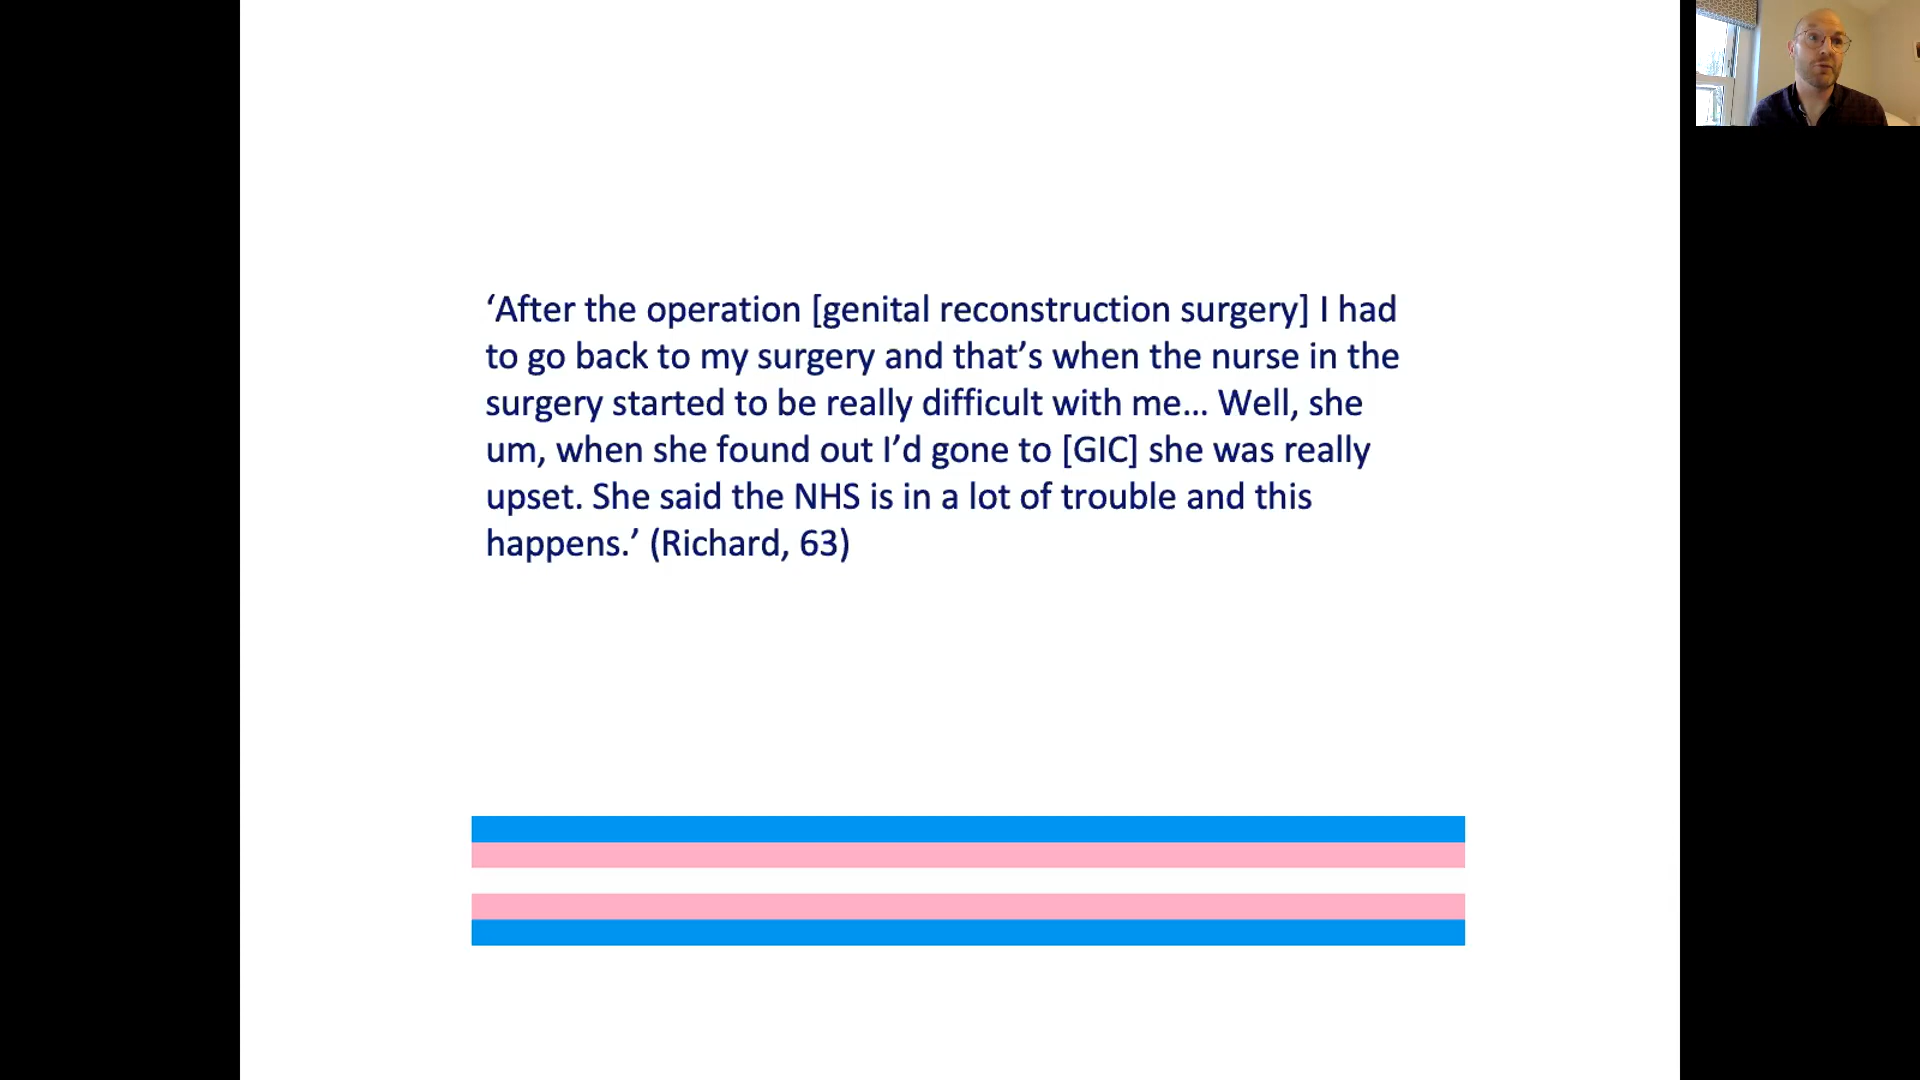 ‘After the operation [genital reconstruction surgery] I had
to go back to my surgery and that’s when the nurse in the
surgery started to be really difficult with me... Well, she
um, when she found out I’d gone to [GIC] she was really
upset. She said the NHS is in a lot of trouble and this
happens.’ (Richard, 63)